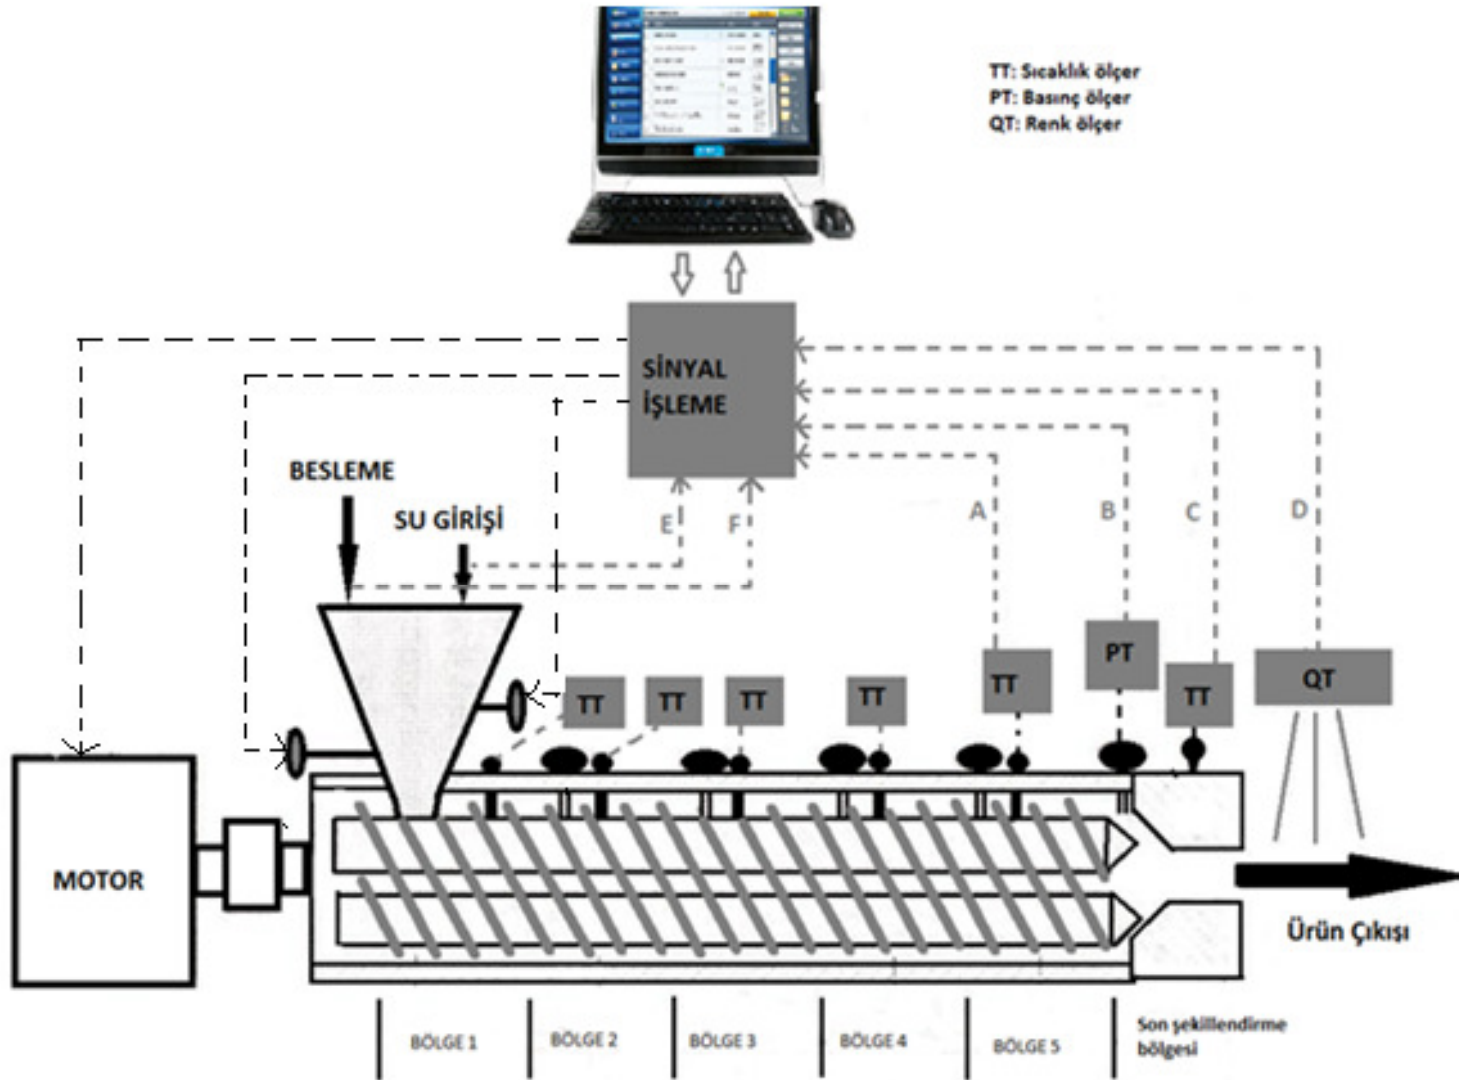 TT: Sıcaklık ölçer
PT: Basınç ölçer
QT: Renk ölçer
SİNYAL
İŞLEME
BESLEME
SU GİRİŞİ
E
F
A
B
C
D
TT
TT
TT
TT
TT
PT
TT
QT
MOTOR
Ürün Çıkışı
BÖLGE 1
BÖLGE 2
BÖLGE 3
BÖLGE 4
BÖLGE 5
Son şekillendirme
bölgesi